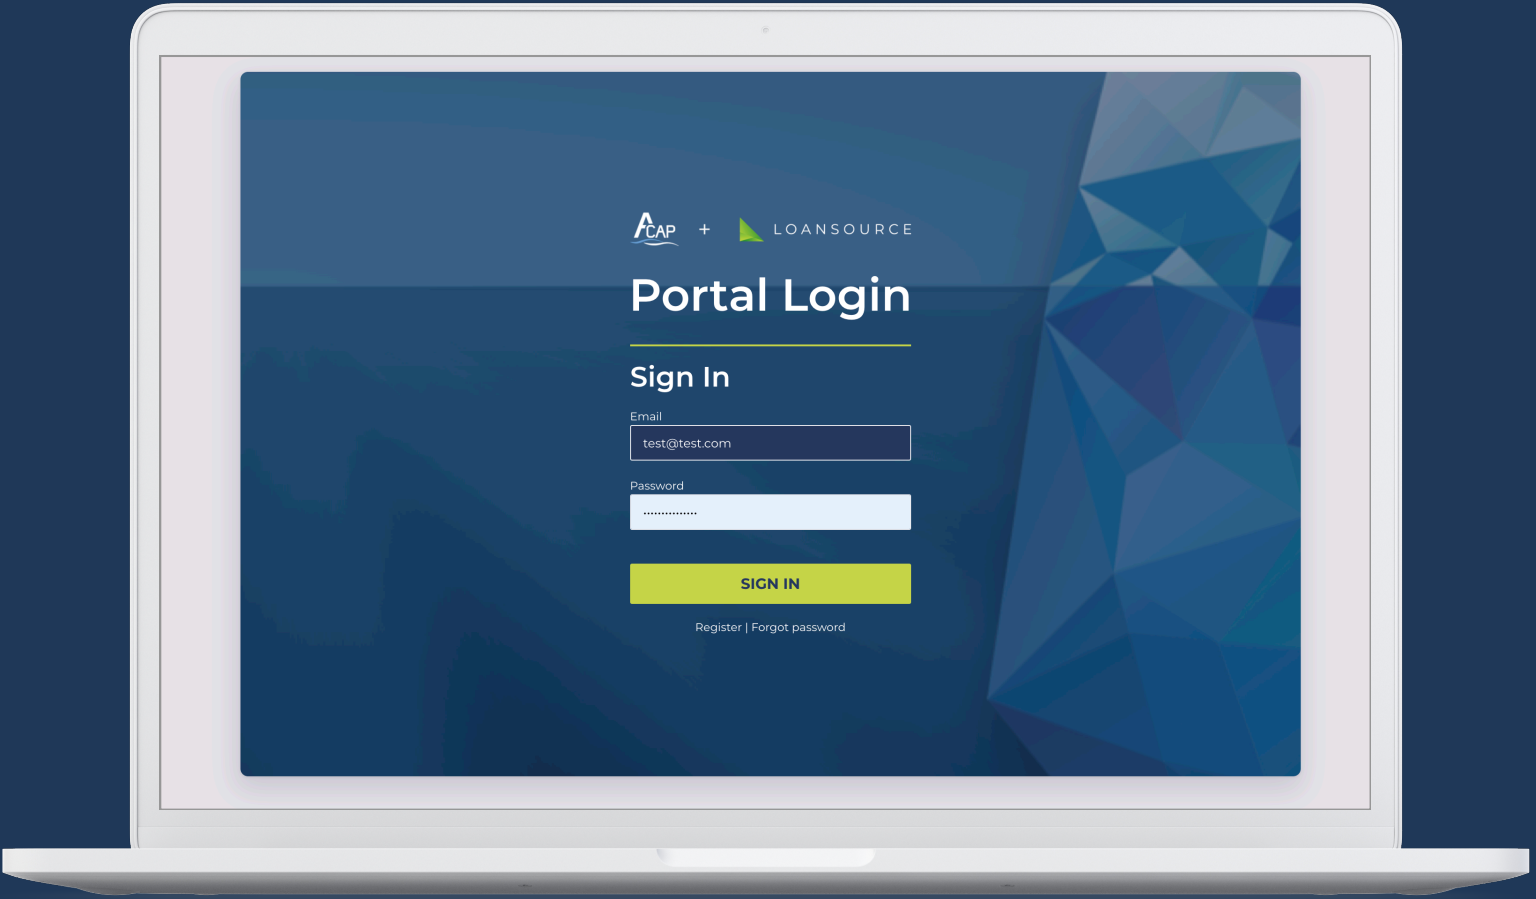 ACAP + LOANSOURCE
Portal Login
Sign In
Email
test@test.com
Password
...............
SIGN IN
Register | Forgot password